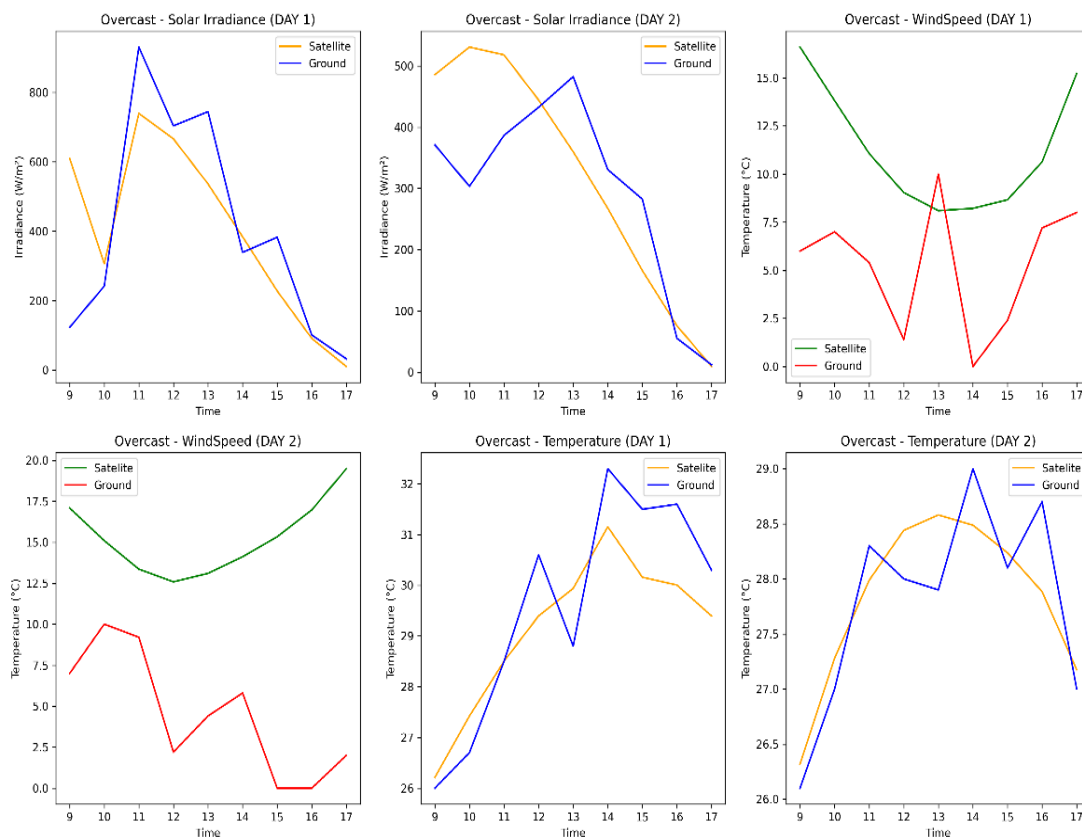 Overcast - Solar Irradiance (DAY 1)
Irradiance (W/m²)
800
600
400
200
0
Satellite
Ground
9 10 11 12 13 14 15 16 17
Time
Overcast - Solar Irradiance (DAY 2)
Irradiance (W/m²)
500
400
300
200
100
0
Satellite
Ground
9 10 11 12 13 14 15 16 17
Time
Overcast - WindSpeed (DAY 1)
Temperature (°C)
15.0
12.5
10.0
7.5
5.0
2.5
0.0
Satellite
Ground
9 10 11 12 13 14 15 16 17
Time
Overcast - WindSpeed (DAY 2)
Temperature (°C)
20.0
17.5
15.0
12.5
10.0
7.5
5.0
2.5
0.0
Satelite
Ground
9 10 11 12 13 14 15 16 17
Time
Overcast - Temperature (DAY 1)
Temperature (°C)
32
31
30
29
28
27
26
Satelite
Ground
9 10 11 12 13 14 15 16 17
Time
Overcast - Temperature (DAY 2)
Temperature (°C)
29.0
28.5
28.0
27.5
27.0
26.5
26.0
Satelite
Ground
9 10 11 12 13 14 15 16 17
Time